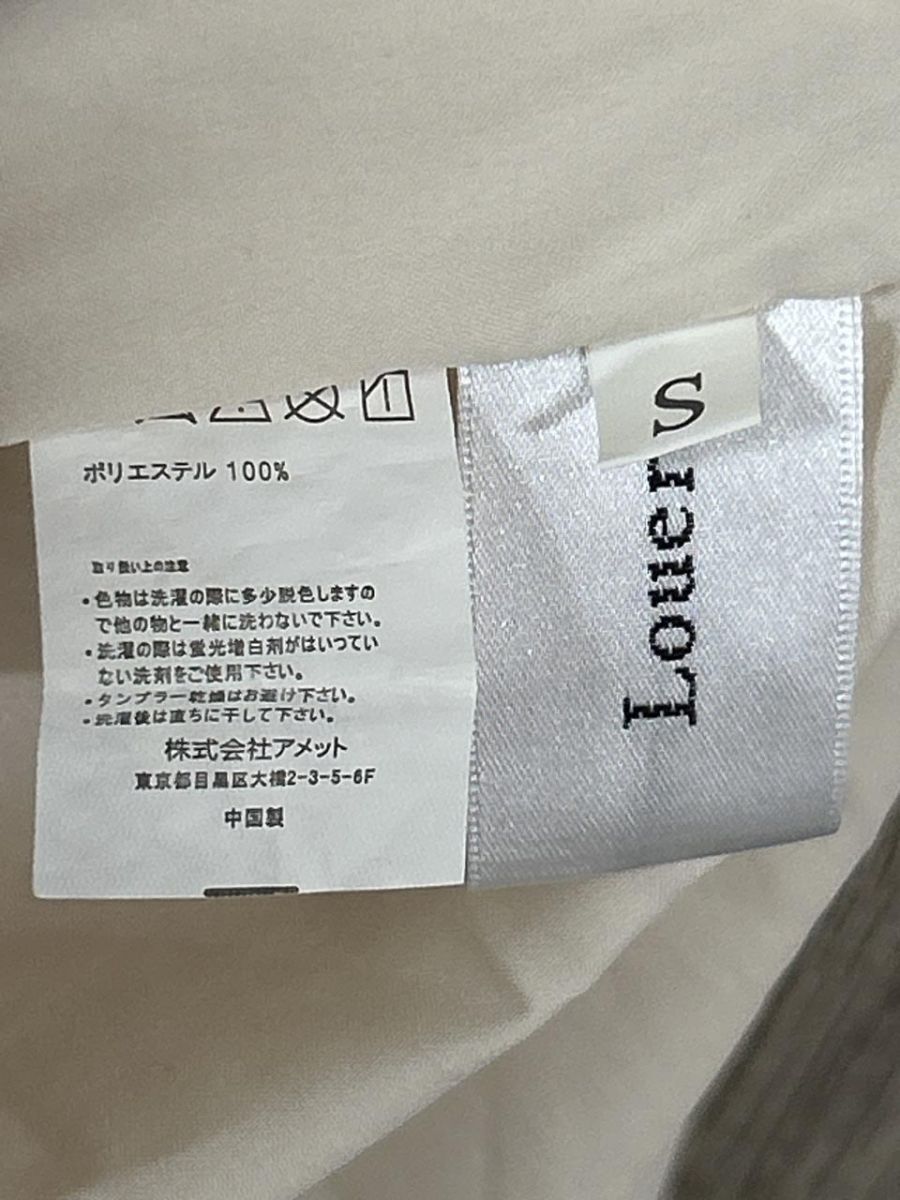 ポリエステル 100%
取り扱い上の注意
・色物は洗濯の際に多少脱色しますの
で他の物と一緒に洗わないで下さい。
・洗濯の際は蛍光増白剤がはいってい
ない洗剤をご使用下さい。
・タンブラー乾燥はお避け下さい。
・洗濯後は直ちに干して下さい。
株式会社アメット
東京都目黒区大橋2-3-5-6F
中国製
S
Louer